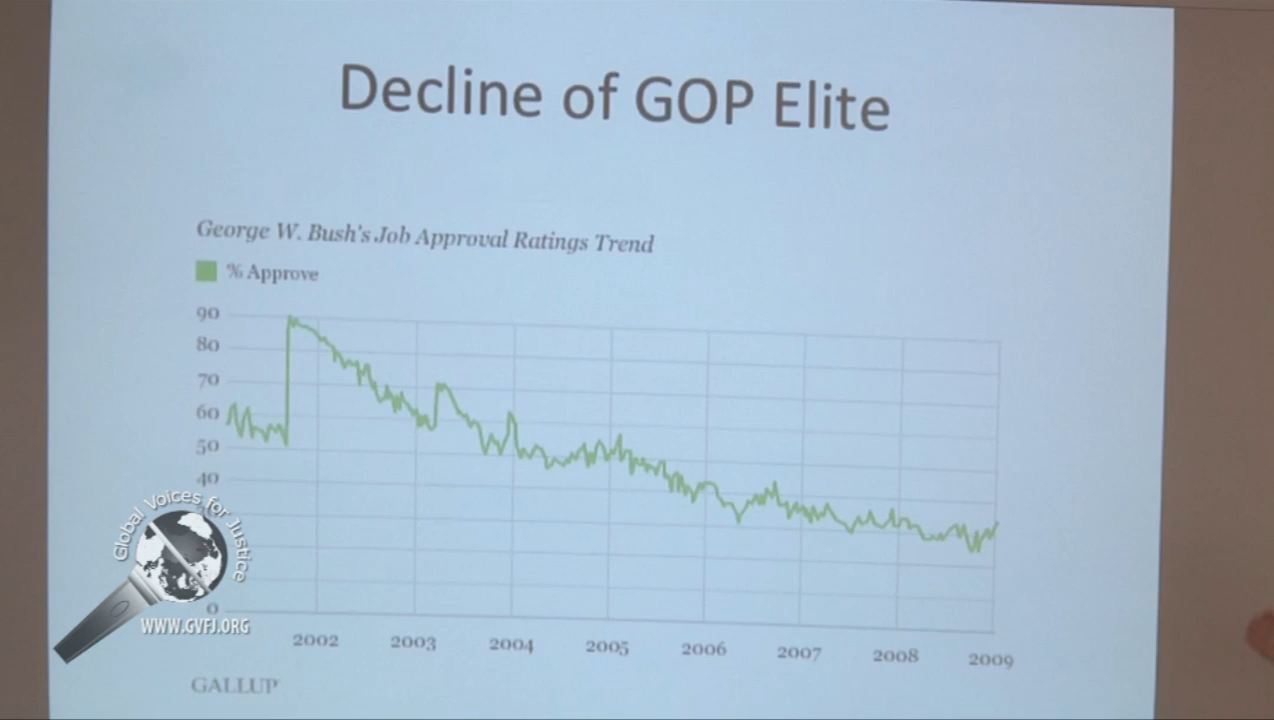 Decline of GOP Elite
George W. Bush's Job Approval Ratings Trend
% Approve
90
80
70
60
50
40
0
2002 2003 2004 2005 2006 2007 2008 2009
GALLUP
Global Voices for Justice
WWW.GVFJ.ORG